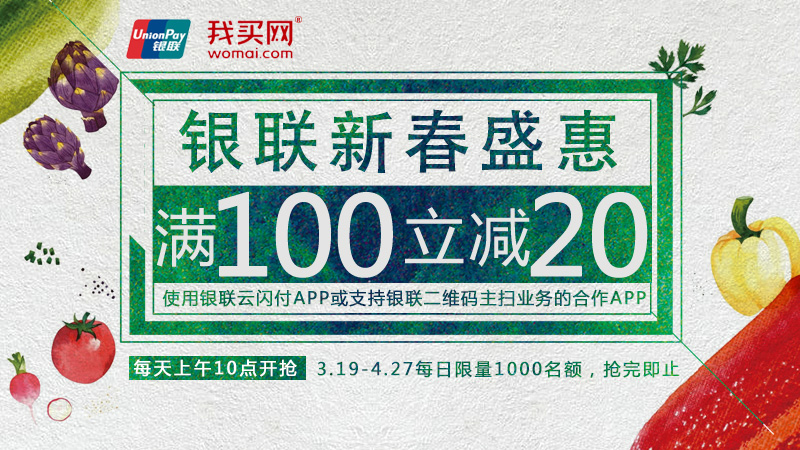 UnionPay
银联
我买网®
womai.com
银联新春盛惠
满100立减20
使用银联云闪付APP或支持银联二维码主扫业务的合作APP
每天上午10点开抢 3.19-4.27每日限量1000名额，抢完即止